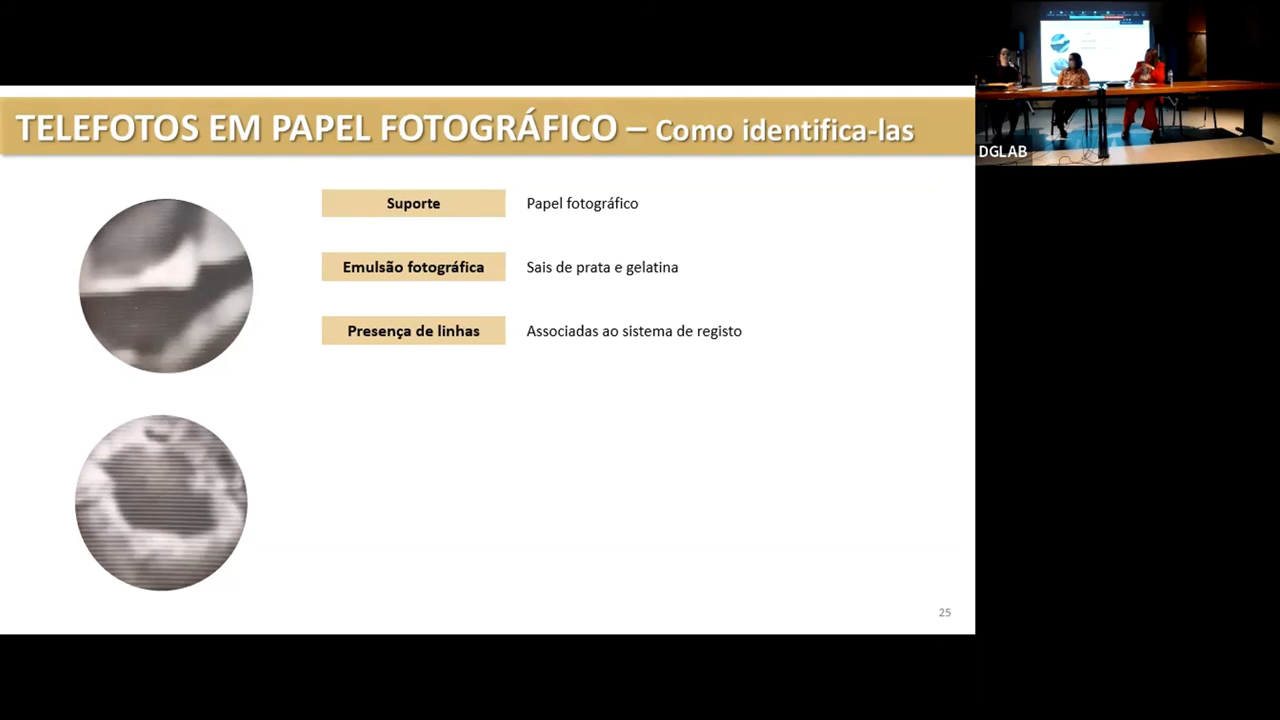 TELEFOTOS EM PAPEL FOTOGRÁFICO – Como identifica-las
Suporte Papel fotográfico
Emulsão fotográfica Sais de prata e gelatina
Presença de linhas Associadas ao sistema de registo
25
DGLAB